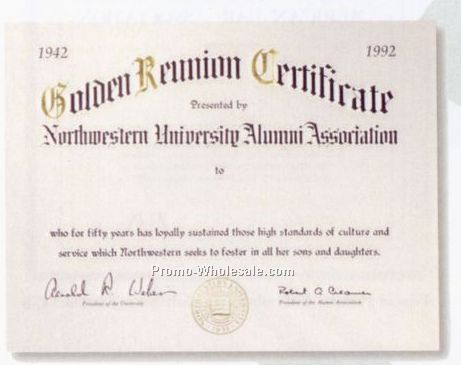 1942 1992
Golden Reunion Certificate
Presented by
Northwestern University Alumni Association
to
who for fifty years has loyally sustained those high standards of culture and
service which Northwestern seeks to foster in all her sons and daughters.
Promo-Wholesale.com
President of the University President of the Alumni Association